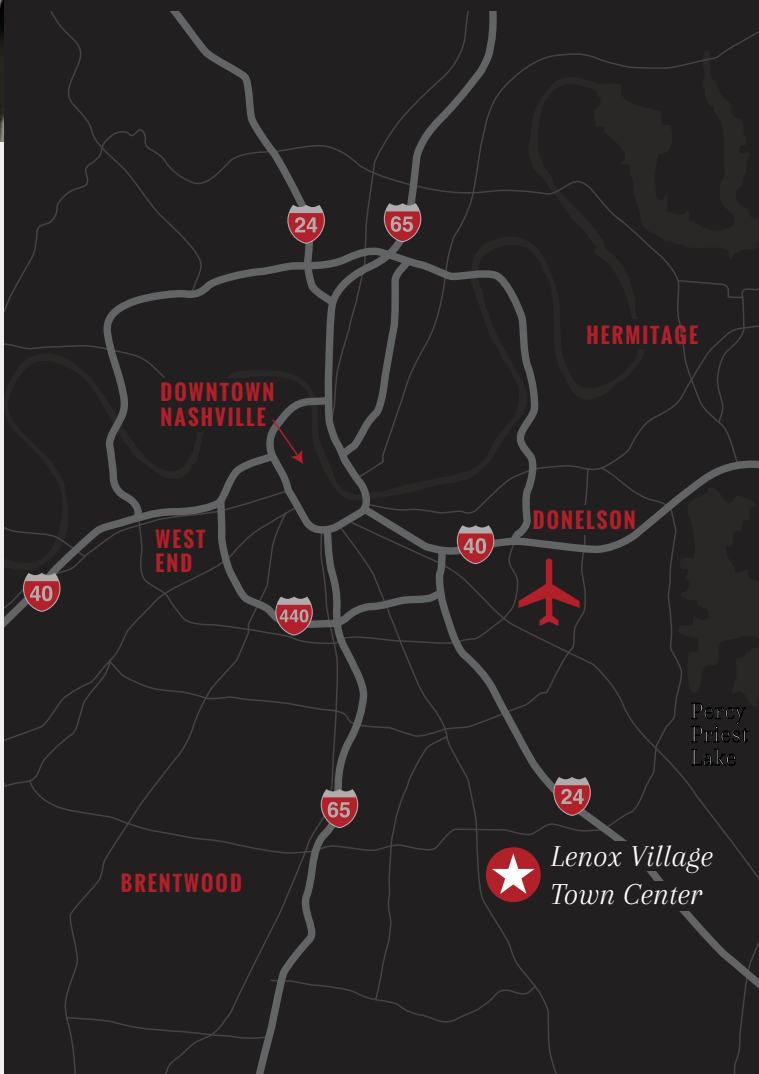 24
65
HERMITAGE
DOWNTOWN
NASHVILLE
DONELSON
WEST
END
40
40
440
Percy
Priest
Lake
24
65
Lenox Village
Town Center
BRENTWOOD